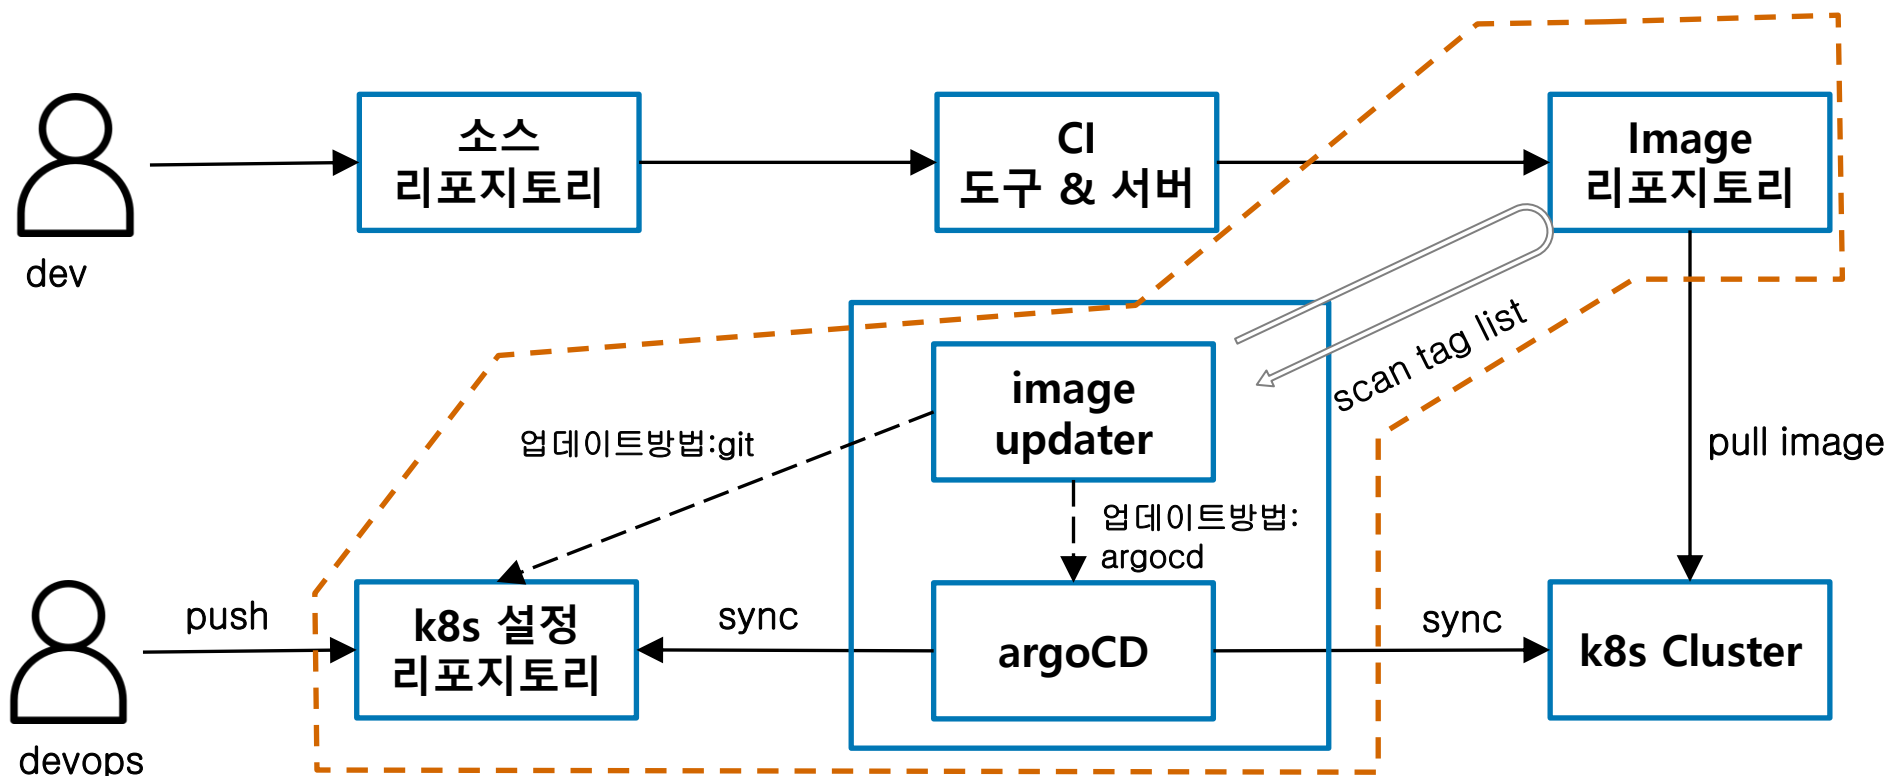 소스
리포지토리
CI
도구 & 서버
Image
리포지토리
dev
scan tag list
image
updater
업데이트방법:git
pull image
업데이트방법:
argocd
push
k8s 설정
리포지토리
sync
argoCD
sync
k8s Cluster
devops